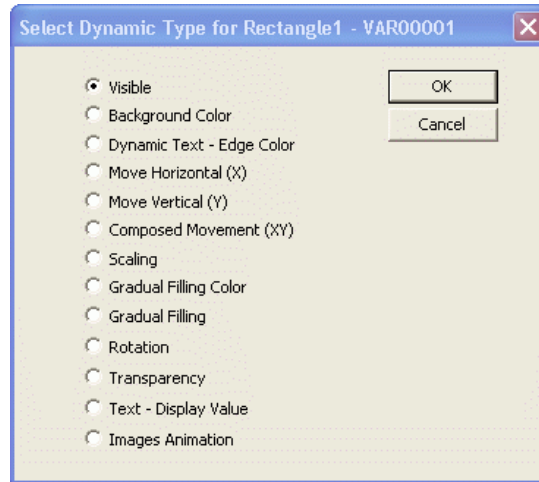 Select Dynamic Type for Rectangle1 - VAR00001
Visible
OK
Background Color
Cancel
Dynamic Text - Edge Color
Move Horizontal (X)
Move Vertical (Y)
Composed Movement (XY)
Scaling
Gradual Filling Color
Gradual Filling
Rotation
Transparency
Text - Display Value
Images Animation